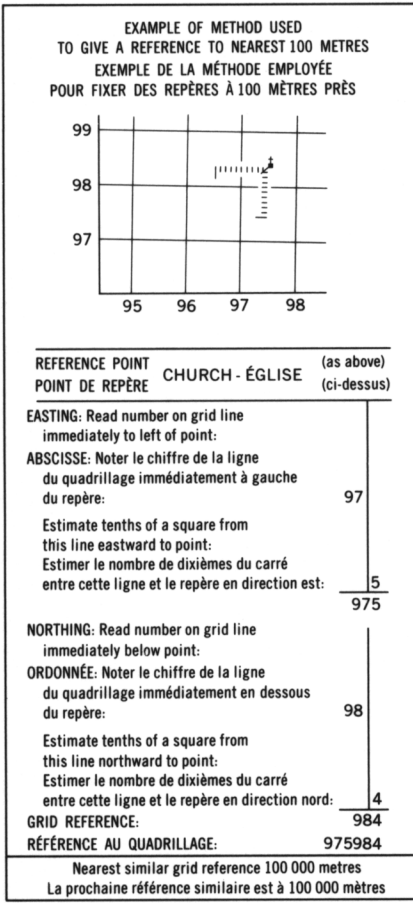 EXAMPLE OF METHOD USED
TO GIVE A REFERENCE TO NEAREST 100 METRES
EXEMPLE DE LA MÉTHODE EMPLOYÉE
POUR FIXER DES REPÈRES À 100 MÈTRES PRÈS
99
98
97
95 96 97 98
REFERENCE POINT
POINT DE REPÈRE
CHURCH - ÉGLISE
(as above)
(ci-dessus)
EASTING: Read number on grid line
immediately to left of point:
ABSCISSE: Noter le chiffre de la ligne
du quadrillage immédiatement à gauche
du repère: 97
Estimate tenths of a square from
this line eastward to point:
Estimer le nombre de dixièmes du carré
entre cette ligne et le repère en direction est: 5
975
NORTHING: Read number on grid line
immediately below point:
ORDONNÉE: Noter le chiffre de la ligne
du quadrillage immédiatement en dessous
du repère: 98
Estimate tenths of a square from
this line northward to point:
Estimer le nombre de dixièmes du carré
entre cette ligne et le repère en direction nord: 4
GRID REFERENCE: 984
RÉFÉRENCE AU QUADRILLAGE: 975984
Nearest similar grid reference 100 000 metres
La prochaine référence similaire est à 100 000 mètres